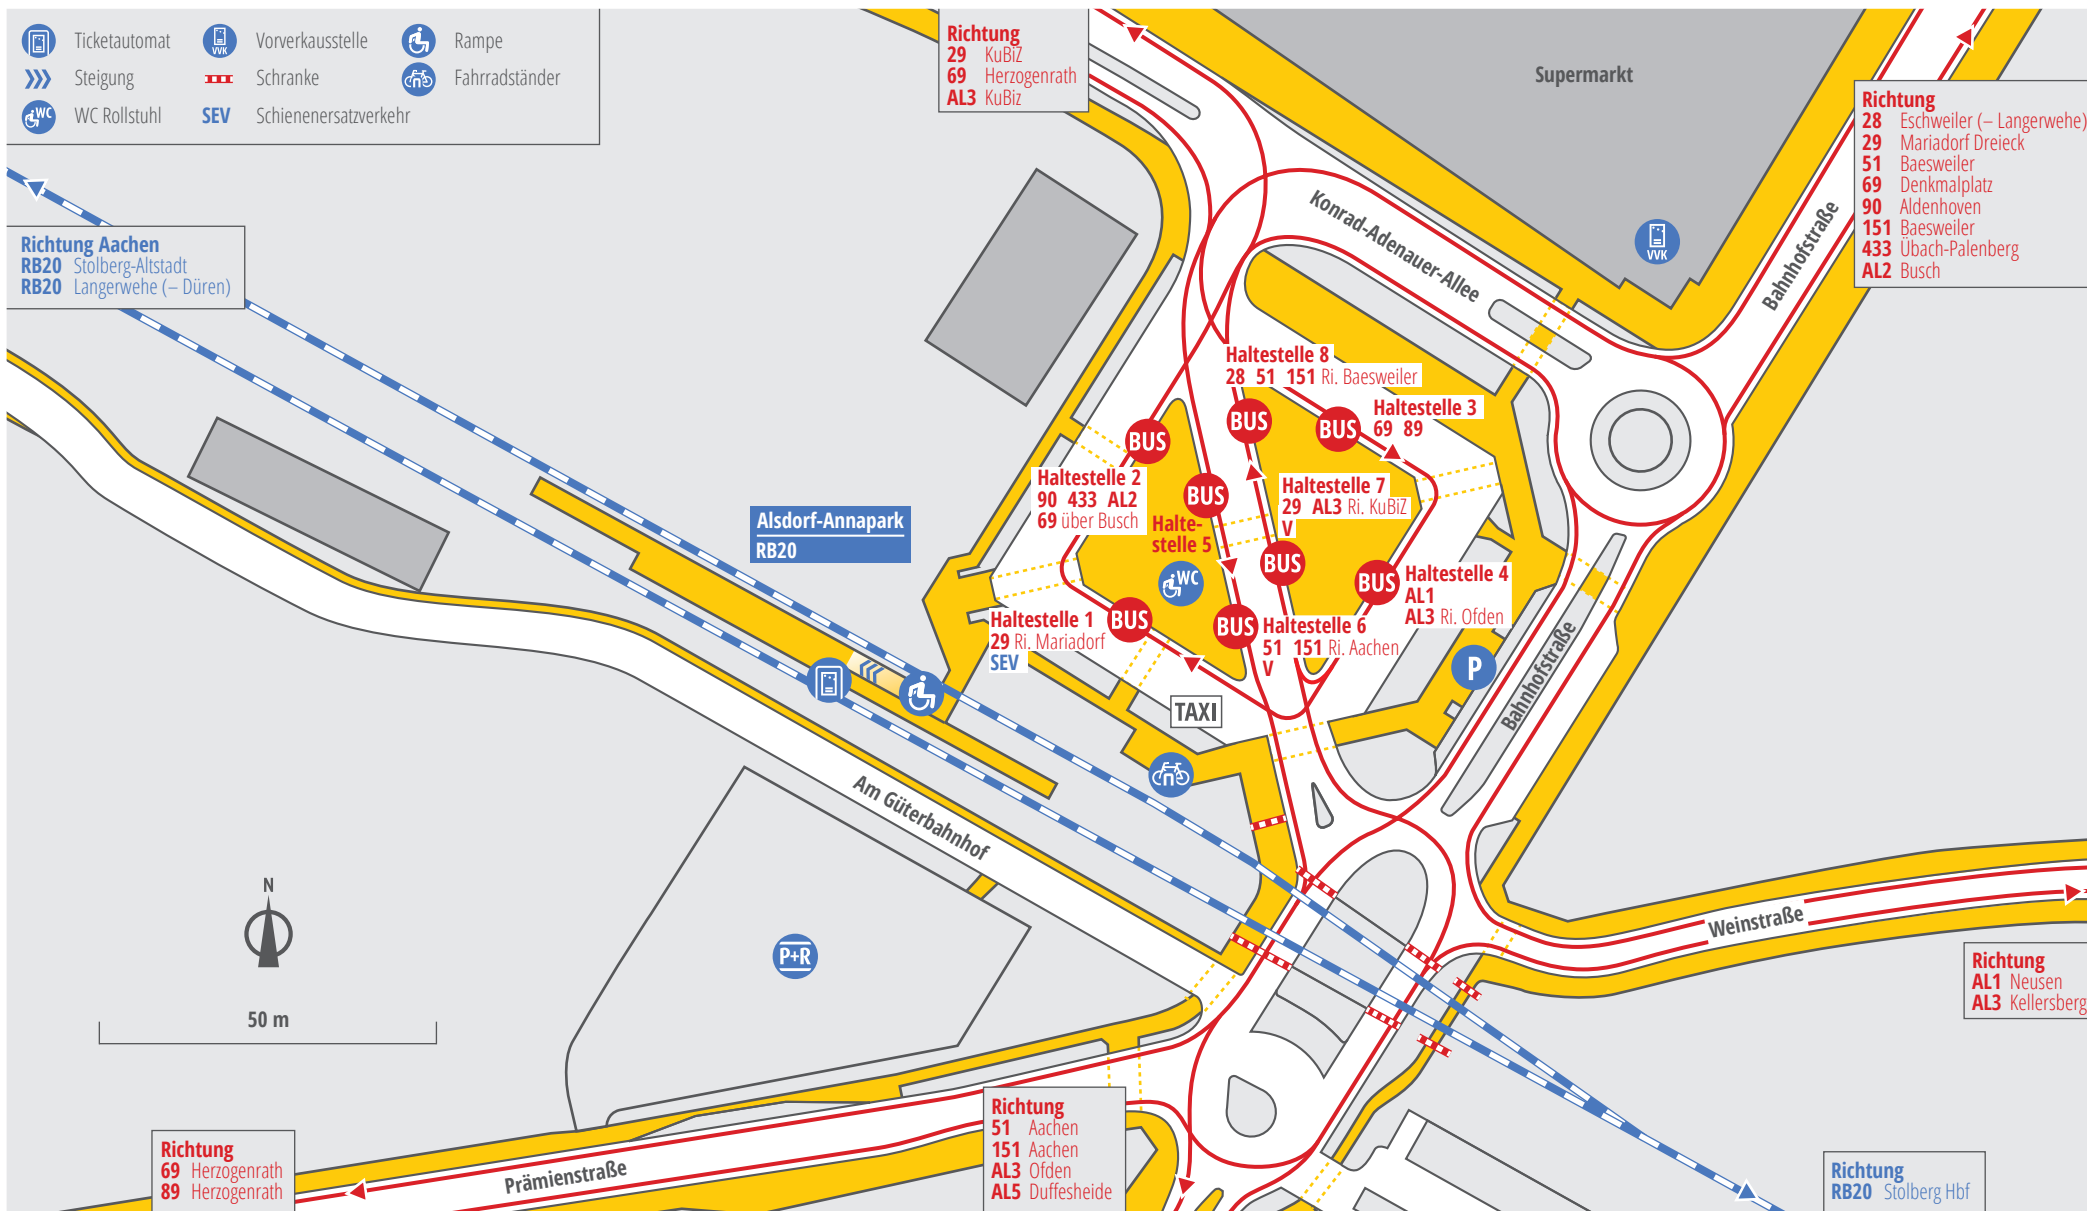 Ticketautomat
VVK
Vorverkausstelle
Rampe
Steigung
Schranke
Fahrradständer
WC
WC Rollstuhl
SEV
Schienenersatzverkehr
Richtung
29 KuBiZ
69 Herzogenrath
AL3 KuBiz
Supermarkt
VVK
Richtung
28 Eschweiler (– Langerwehe)
29 Mariadorf Dreieck
51 Baesweiler
69 Denkmalplatz
90 Aldenhoven
151 Baesweiler
433 Übach-Palenberg
AL2 Busch
Richtung Aachen
RB20 Stolberg-Altstadt
RB20 Langerwehe (– Düren)
Konrad-Adenauer-Allee
Bahnhofstraße
Haltestelle 8
28 51 151 Ri. Baesweiler
BUS
BUS
Haltestelle 3
69 89
BUS
Haltestelle 2
90 433 AL2
69 über Busch
BUS
Halte-
stelle 5
WC
Haltestelle 7
29 AL3 Ri. KuBiZ
V
BUS
BUS
Haltestelle 4
AL1
AL3 Ri. Ofden
Alsdorf-Annapark
RB20
Haltestelle 1
29 Ri. Mariadorf
SEV
BUS
BUS
Haltestelle 6
51 151 Ri. Aachen
V
P
Bahnhofstraße
TAXI
Am Güterbahnhof
N
50 m
P+R
Weinstraße
Richtung
AL1 Neusen
AL3 Kellersberg
Richtung
51 Aachen
151 Aachen
AL3 Ofden
AL5 Duffesheide
Richtung
69 Herzogenrath
89 Herzogenrath
Prämienstraße
Richtung
RB20 Stolberg Hbf